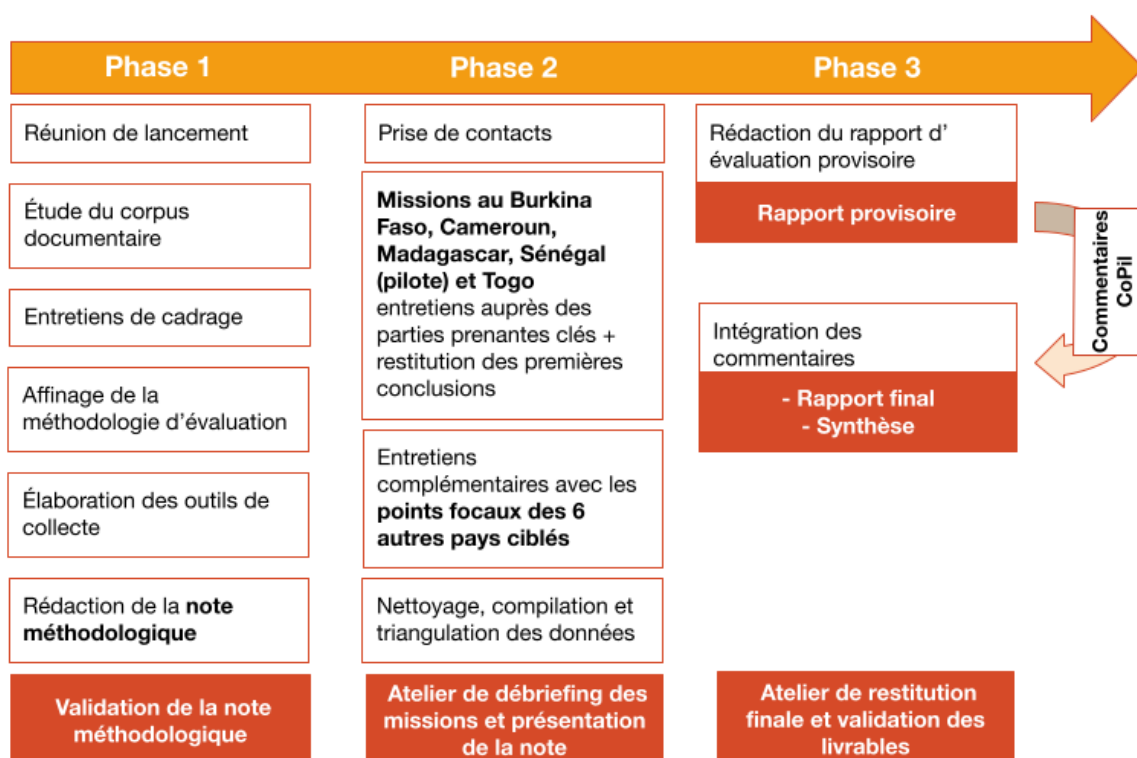 Phase 1
Phase 2
Phase 3
Réunion de lancement
Étude du corpus
documentaire
Entretiens de cadrage
Affinage de la
méthodologie d'évaluation
Élaboration des outils de
collecte
Rédaction de la note
méthodologique
Validation de la note
méthodologique
Prise de contacts
Missions au Burkina
Faso, Cameroun,
Madagascar, Sénégal
(pilote) et Togo
entretiens auprès des
parties prenantes clés +
restitution des premières
conclusions
Entretiens
complémentaires avec les
points focaux des 6
autres pays ciblés
Nettoyage, compilation et
triangulation des données
Atelier de débriefing des
missions et présentation
de la note
Rédaction du rapport d'
évaluation provisoire
Rapport provisoire
Commentaires
CoPil
Intégration des
commentaires
- Rapport final
- Synthèse
Atelier de restitution
finale et validation des
livrables